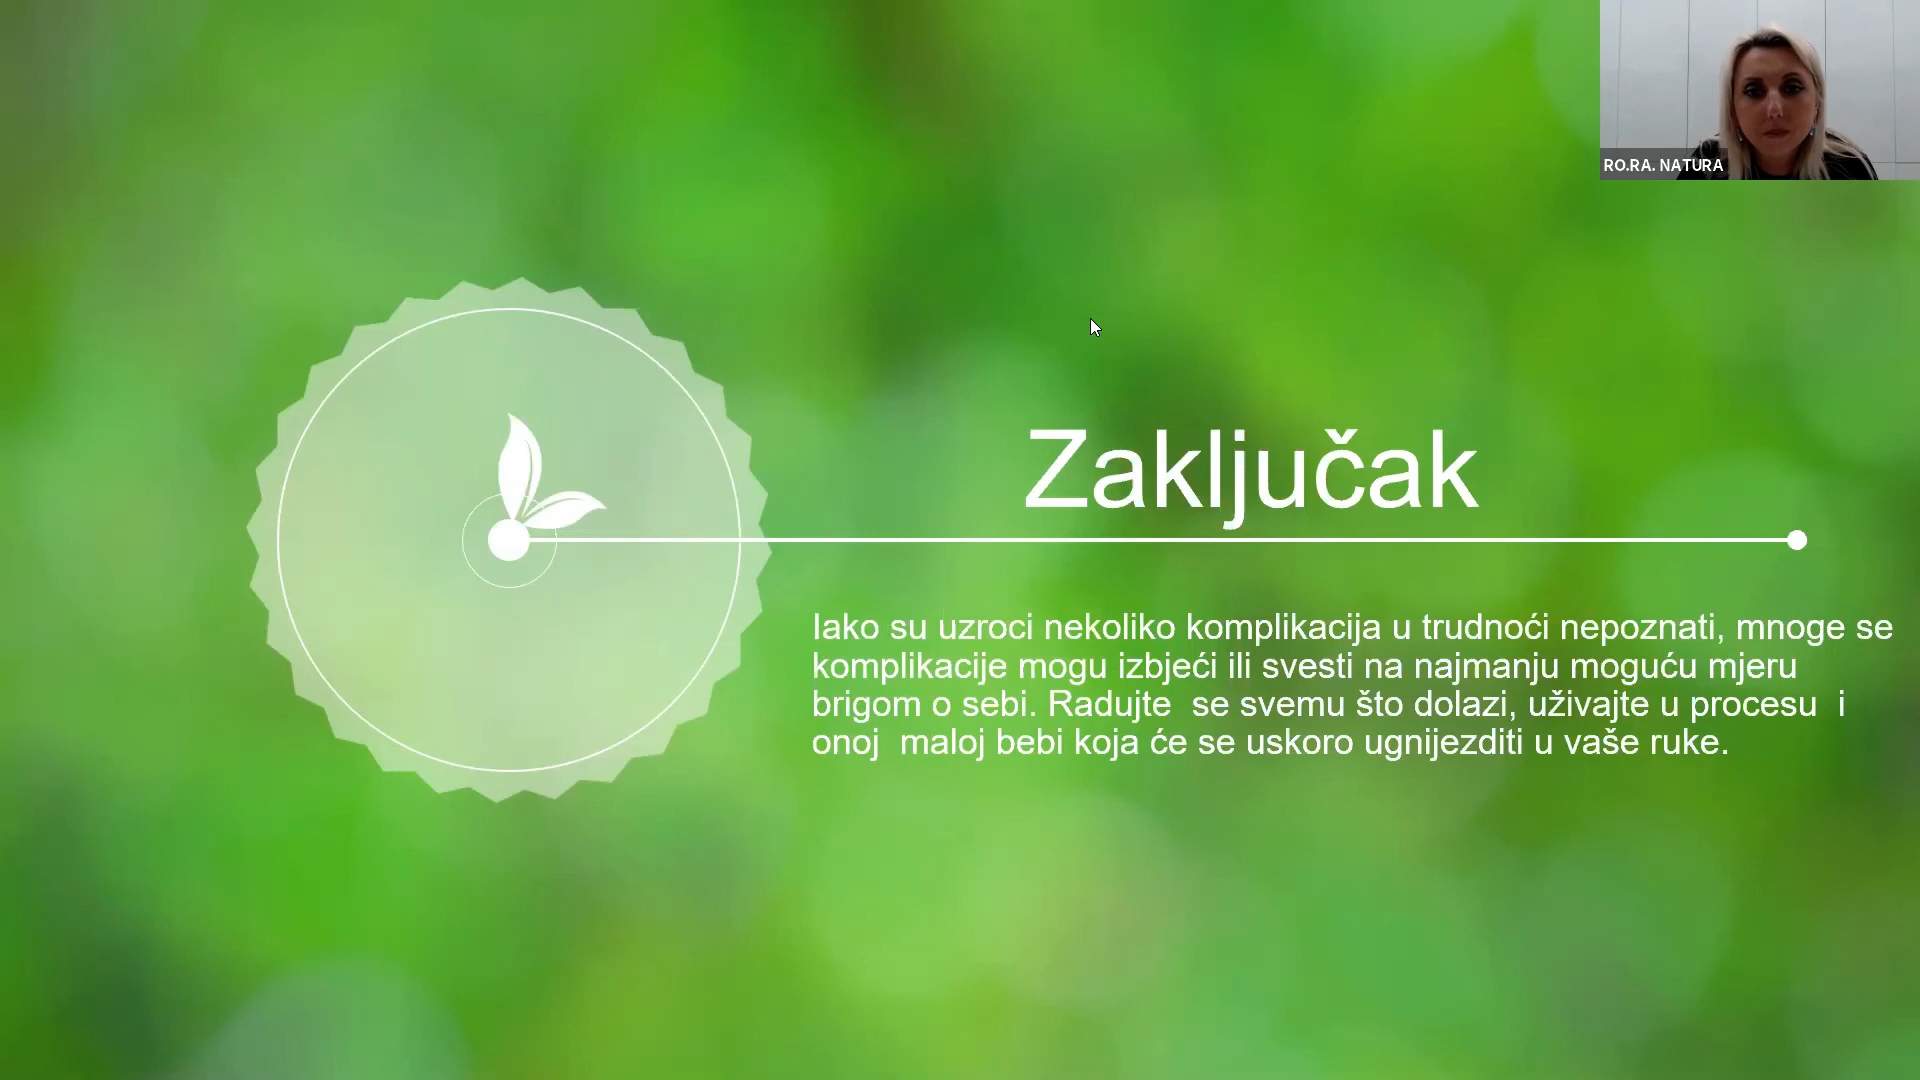 RO.RA. NATURA
Zaključak
Iako su uzroci nekoliko komplikacija u trudnoći nepoznati, mnoge se
komplikacije mogu izbjeći ili svesti na najmanju moguću mjeru
brigom o sebi. Radujte  se svemu što dolazi, uživajte u procesu  i
onoj  maloj bebi koja će se uskoro ugnijezditi u vaše ruke.